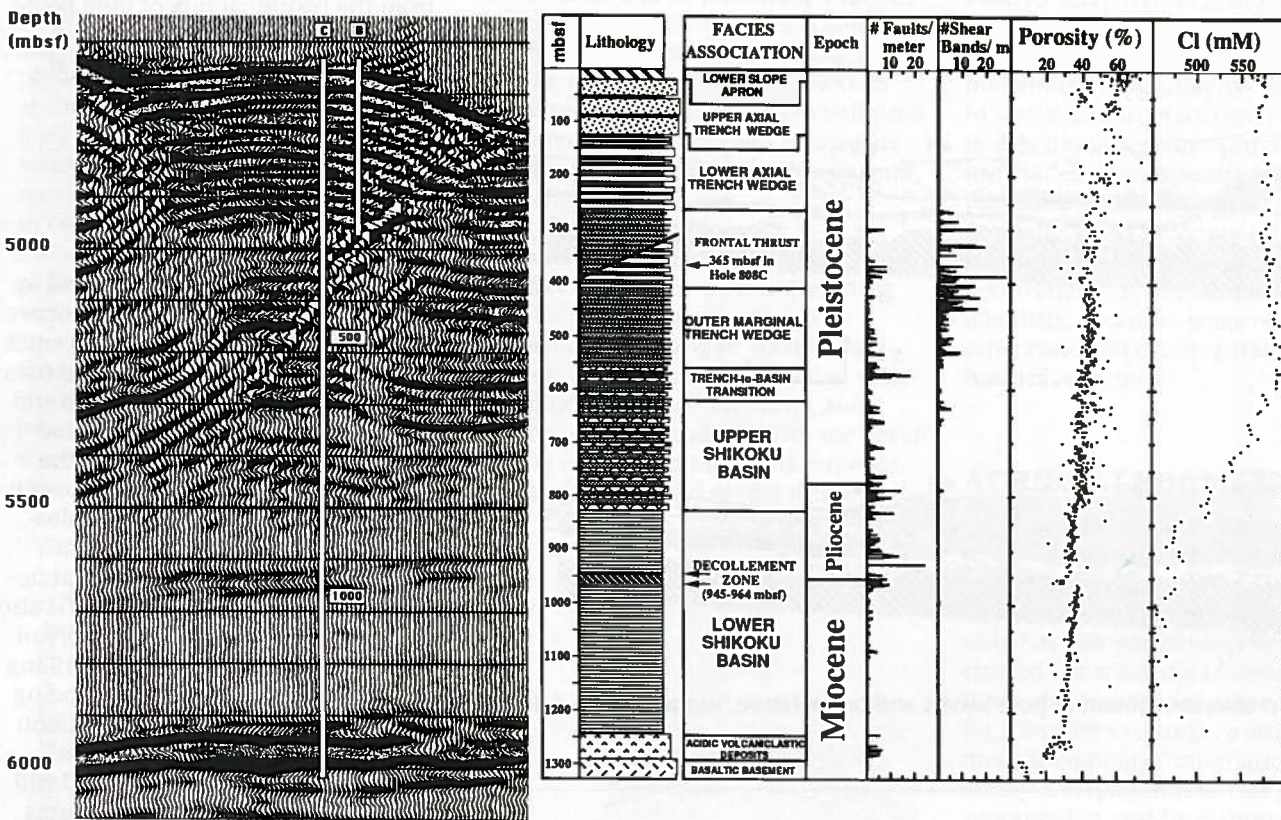 Depth
(mbsf)
C
B
5000
500
5500
1000
6000
mbsf
Lithology
FACIES
ASSOCIATION
Epoch
# Faults/
meter
10 20
#Shear
Bands/ m
10 20
Porosity (%)
20 40 60
Cl (mM)
500 550
100
200
300
400
500
600
700
800
900
1000
1100
1200
1300
LOWER SLOPE
APRON
UPPER AXIAL
TRENCH WEDGE
LOWER AXIAL
TRENCH WEDGE
FRONTAL THRUST
365 mbsf in
Hole 808C
OUTER MARGINAL
TRENCH WEDGE
TRENCH-to-BASIN
TRANSITION
UPPER
SHIKOKU
BASIN
DECOLLEMENT
ZONE
(945-964 mbsf)
LOWER
SHIKOKU
BASIN
ACIDIC VOLCANICLASTIC
DEPOSITS
BASALTIC BASEMENT
Pleistocene
Pliocene
Miocene